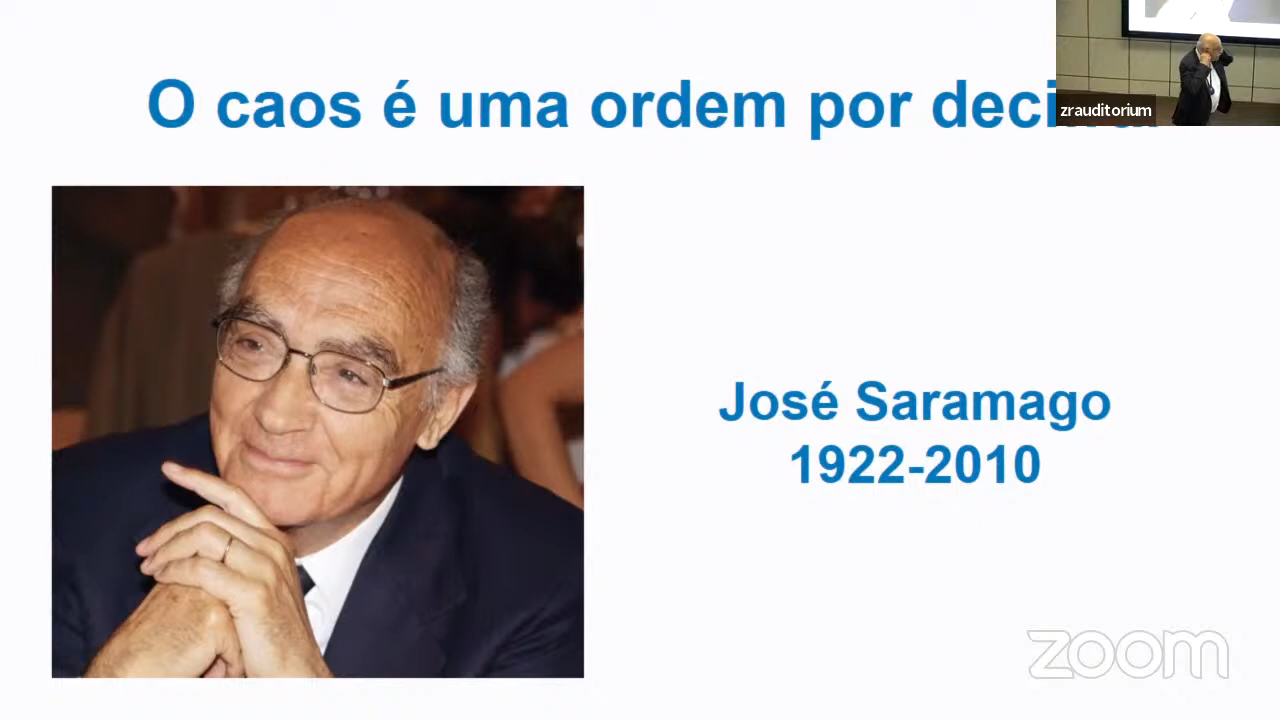 O caos é uma ordem por
zrauditorium
José Saramago
1922-2010
zoom